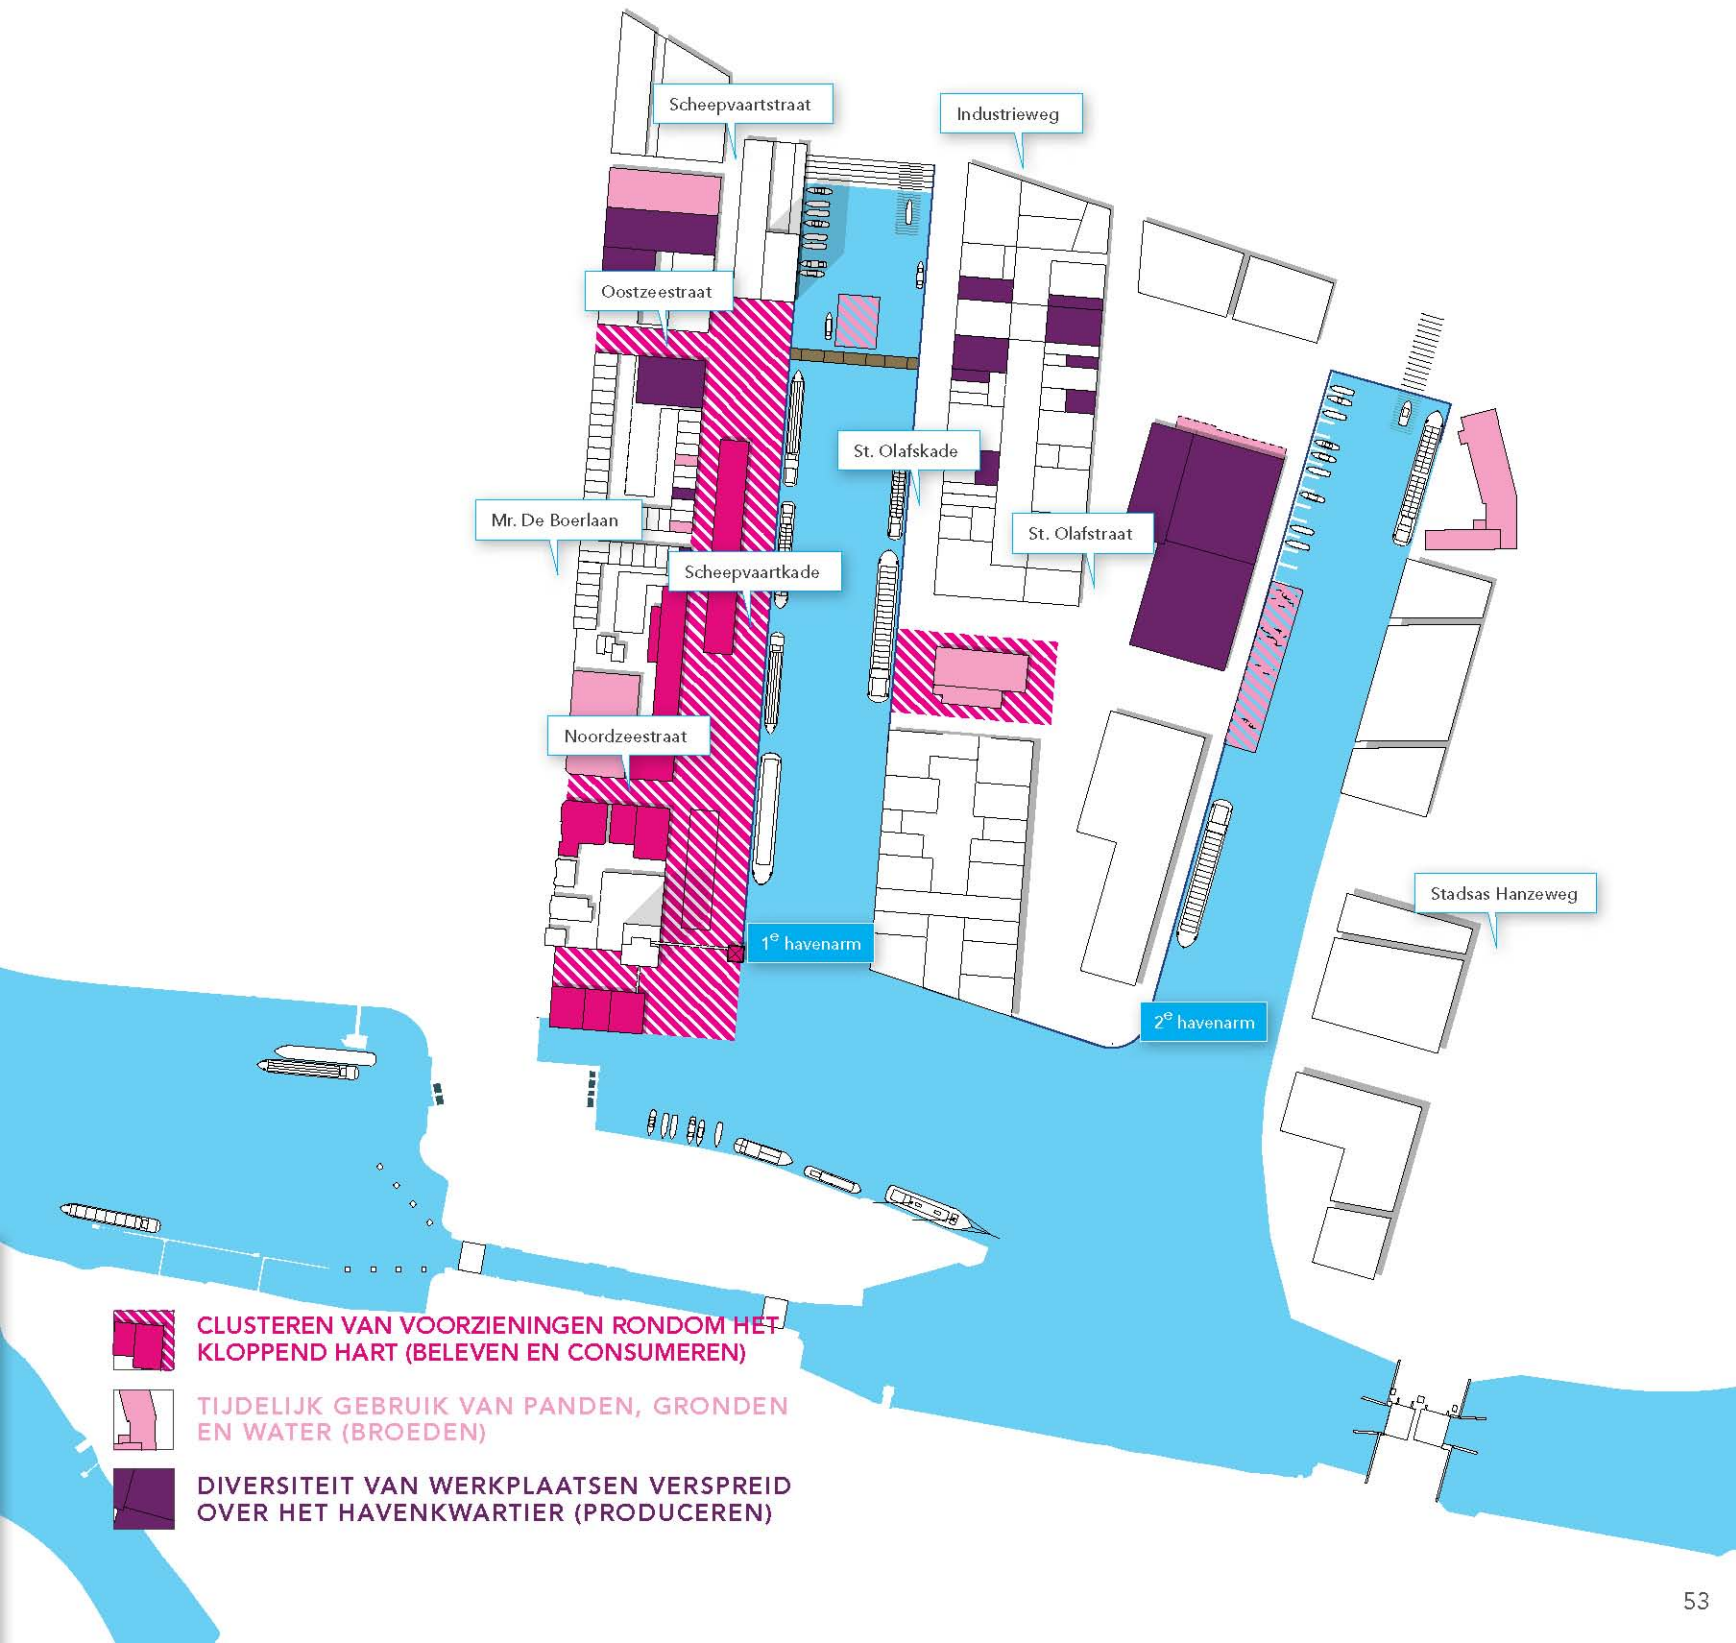 Scheepvaartstraat
Industrieweg
Oostzeestraat
St. Olafskade
Mr. De Boerlaan
St. Olafstraat
Scheepvaartkade
Noordzeestraat
Stadsas Hanzeweg
1e havenarm
2e havenarm
CLUSTEREN VAN VOORZIENINGEN RONDOM HET
KLOPPEND HART (BELEVEN EN CONSUMEREN)
TIJDELIJK GEBRUIK VAN PANDEN, GRONDEN
EN WATER (BROEDEN)
DIVERSITEIT VAN WERKPLAATSEN VERSPREID
OVER HET HAVENKWARTIER (PRODUCEREN)
53